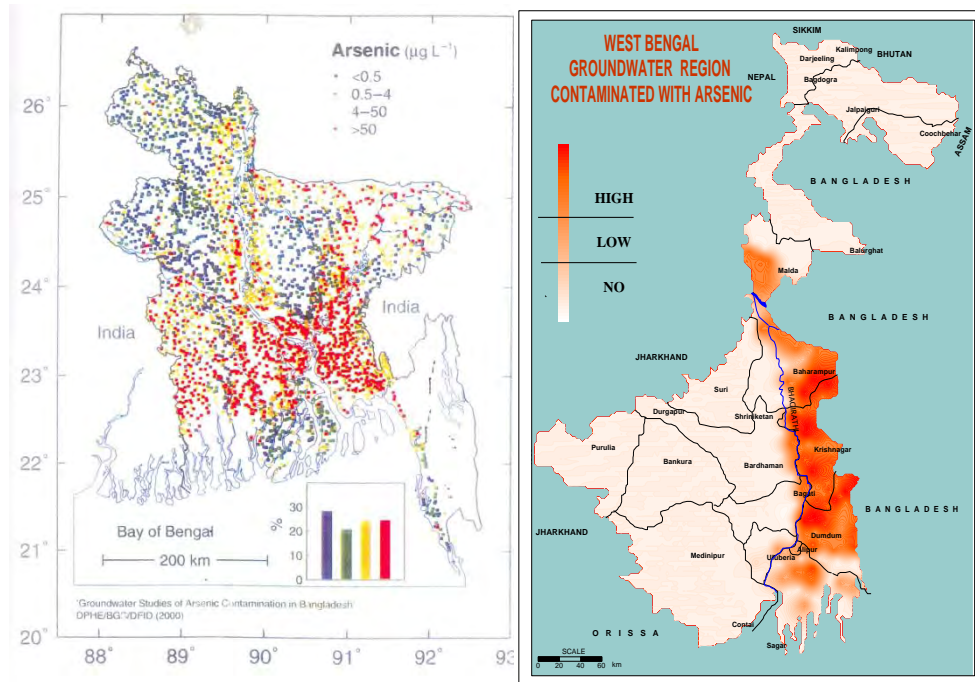 Arsenic (µg L⁻¹)
<0.5
0.5–4
4–50
>50
26°
25°
24°
23°
22°
21°
20°
India
India
Bay of Bengal
200 km
%
30
20
10
0
'Groundwater Studies of Arsenic Contamination in Bangladesh'
DPHE/BGS/DFID (2000)
88
89
90
91
92
93
WEST BENGAL
GROUNDWATER REGION
CONTAMINATED WITH ARSENIC
HIGH
LOW
NO
SIKKIM
Kalimpong
Darjeeling
BHUTAN
NEPAL
Bagdogra
Jalpaiguri
Coochbehar
ASSAM
BANGLADESH
Balurghat
Malda
BANGLADESH
JHARKHAND
Baharampur
Suri
BHAGIRATHI
Durgapur
Shriniketan
Purulia
Krishnagar
Bankura
Bardhaman
Bagati
BANGLADESH
JHARKHAND
Dumdum
Medinipur
Alipur
Uluberia
Contai
ORISSA
Sagar
SCALE
0 20 40 60 km